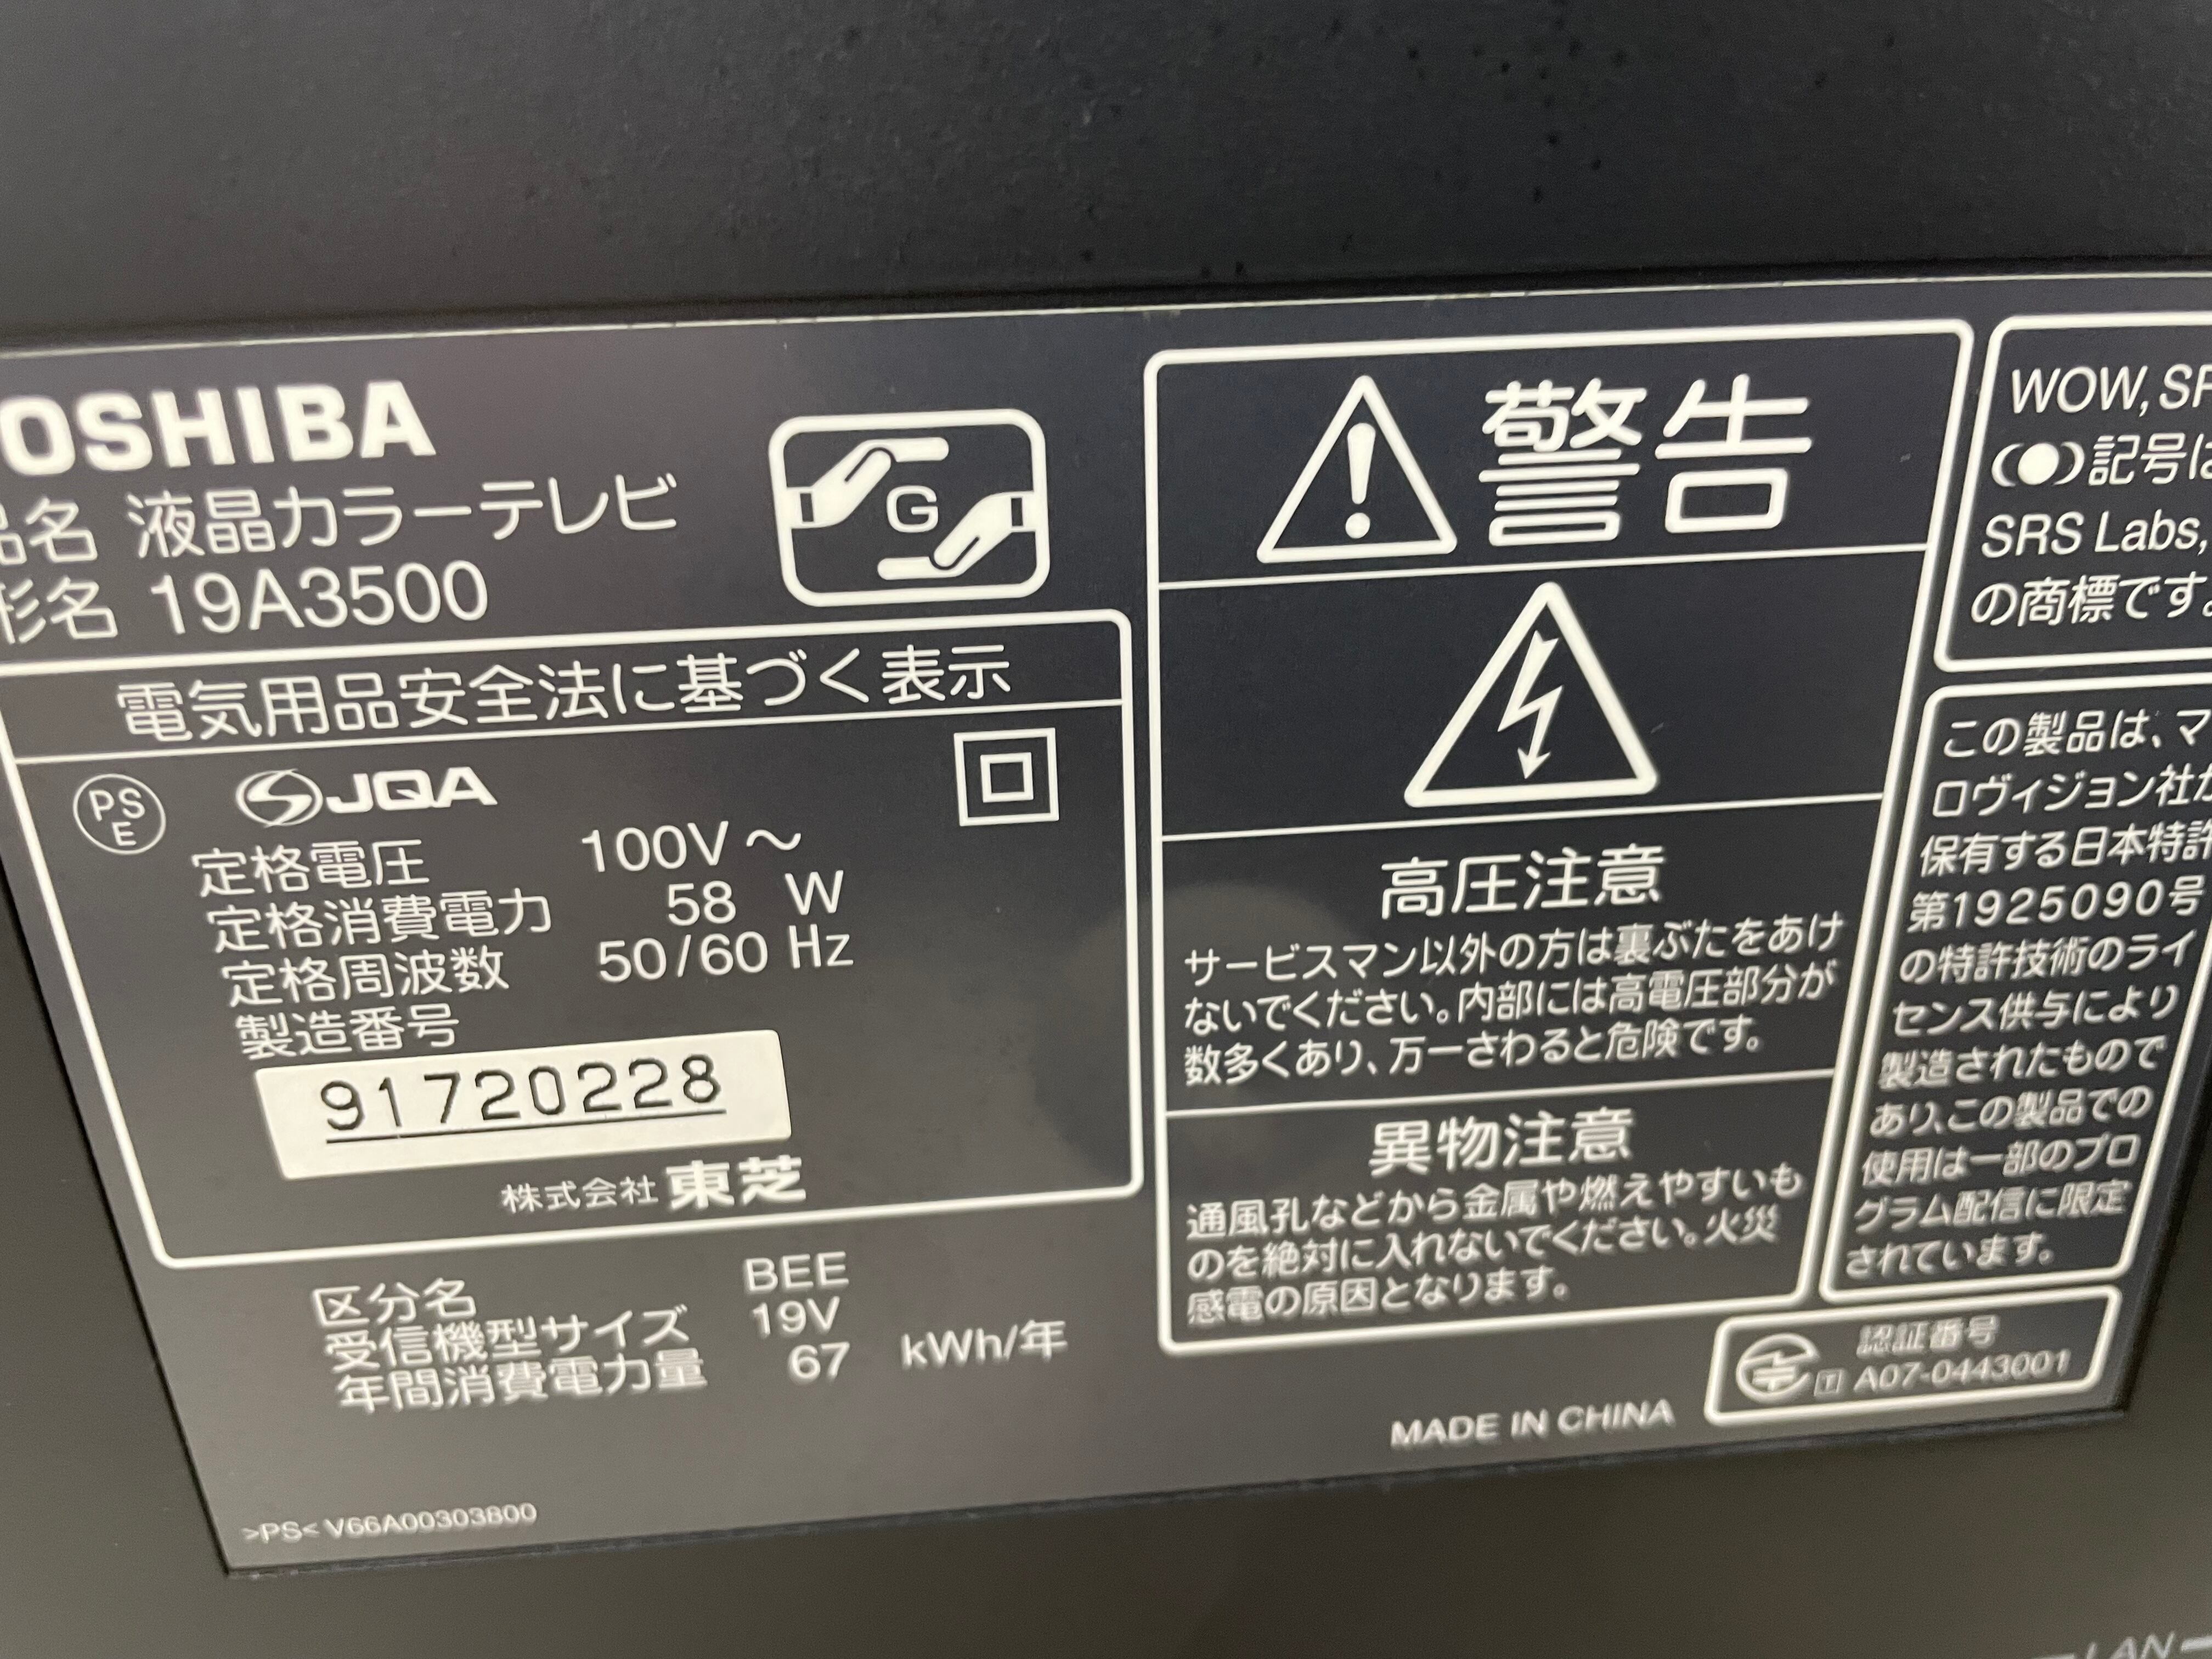 OSHIBA
品名 液晶カラーテレビ
形名 19A3500
G
電気用品安全法に基づく表示
PS
E
JQA
定格電圧 100V～
定格消費電力 58 W
定格周波数 50/60 Hz
製造番号
91720228
株式会社 東芝
区分名 BEE
受信機型サイズ 19V
年間消費電力量 67 kWh/年
>PS< V66A00303800
警告
高圧注意
サービスマン以外の方は裏ぶたをあけ
ないでください。内部には高電圧部分が
数多くあり、万一さわると危険です。
異物注意
通風孔などから金属や燃えやすいも
のを絶対に入れないでください。火災
感電の原因となります。
MADE IN CHINA
WOW, SR
記号は
SRS Labs,
の商標です。
この製品は、マ
ロヴィジョン社が
保有する日本特許
第1925090号
の特許技術のライ
センス供与により
製造されたもので
あり、この製品での
使用は一部のプロ
グラム配信に限定
されています。
認証番号
T A07-0443001
LAN